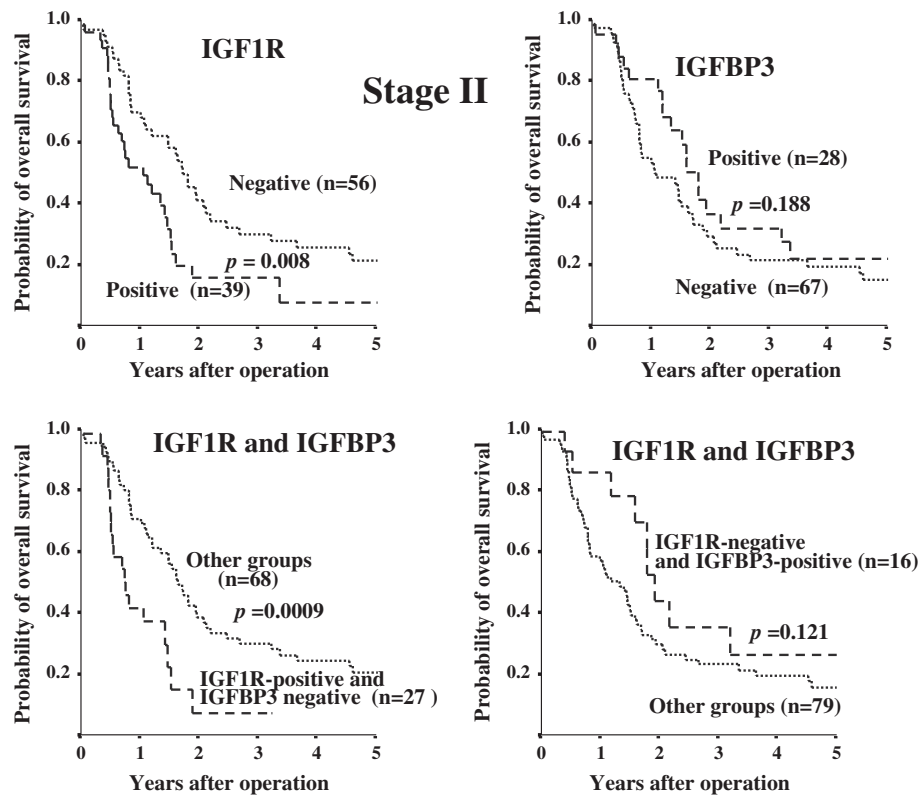 Stage II
IGF1R
Probability of overall survival
1.0
0.8
0.6
0.4
0.2
Negative (n=56)
p = 0.008
Positive (n=39)
0 1 2 3 4 5
Years after operation
IGFBP3
Probability of overall survival
1.0
0.8
0.6
0.4
0.2
Positive (n=28)
p =0.188
Negative (n=67)
0 1 2 3 4 5
Years after operation
IGF1R and IGFBP3
Probability of overall survival
1.0
0.8
0.6
0.4
0.2
Other groups
(n=68)
p=0.0009
IGF1R-positive and
IGFBP3 negative (n=27 )
0 1 2 3 4 5
Years after operation
IGF1R and IGFBP3
Probability of overall survival
1.0
0.8
0.6
0.4
0.2
IGF1R-negative
and IGFBP3-positive (n=16)
p =0.121
Other groups (n=79)
0 1 2 3 4 5
Years after operation